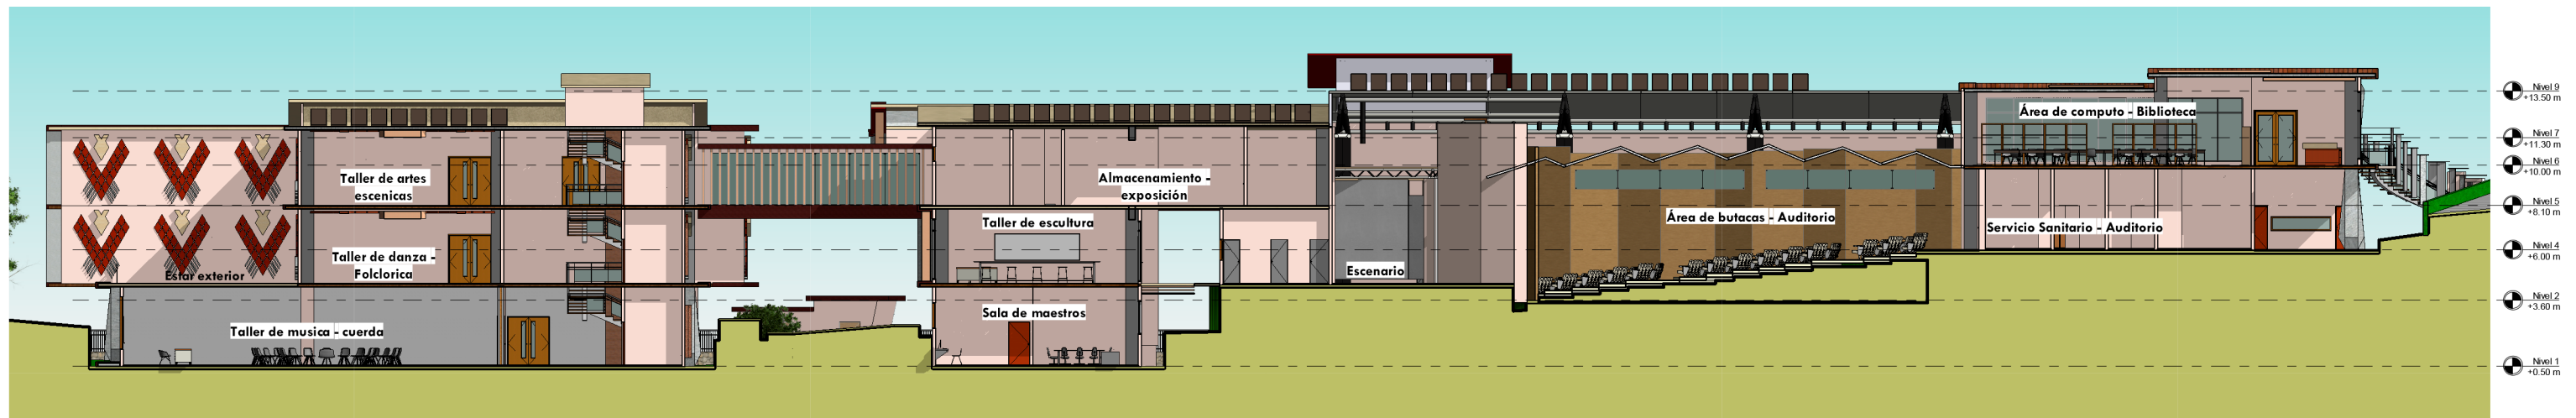 Nivel 9
+13.50 m
Área de computo - Biblioteca
Nivel 7
+11.30 m
Nivel 6
+10.00 m
Taller de artes
escenicas
Almacenamiento -
exposición
Nivel 5
+8.10 m
Taller de escultura
Área de butacas - Auditorio
Servicio Sanitario - Auditorio
Nivel 4
+6.00 m
Taller de danza -
Folclorica
Estar exterior
Escenario
Nivel 2
+3.60 m
Sala de maestros
Taller de musica - cuerda
Nivel 1
+0.50 m